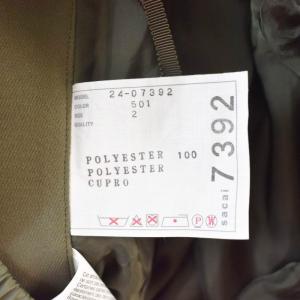 MODEL 24-07392
COLOR 501
SIZE 2
QUALITY
POLYESTER 100
POLYESTER
CUPRO
sacai 7392
P W